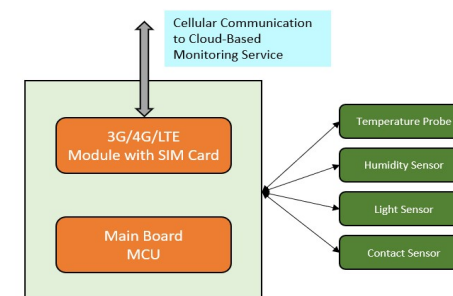 Cellular Communication
to Cloud-Based
Monitoring Service
3G/4G/LTE
Module with SIM Card
Main Board
MCU
Temperature Probe
Humidity Sensor
Light Sensor
Contact Sensor